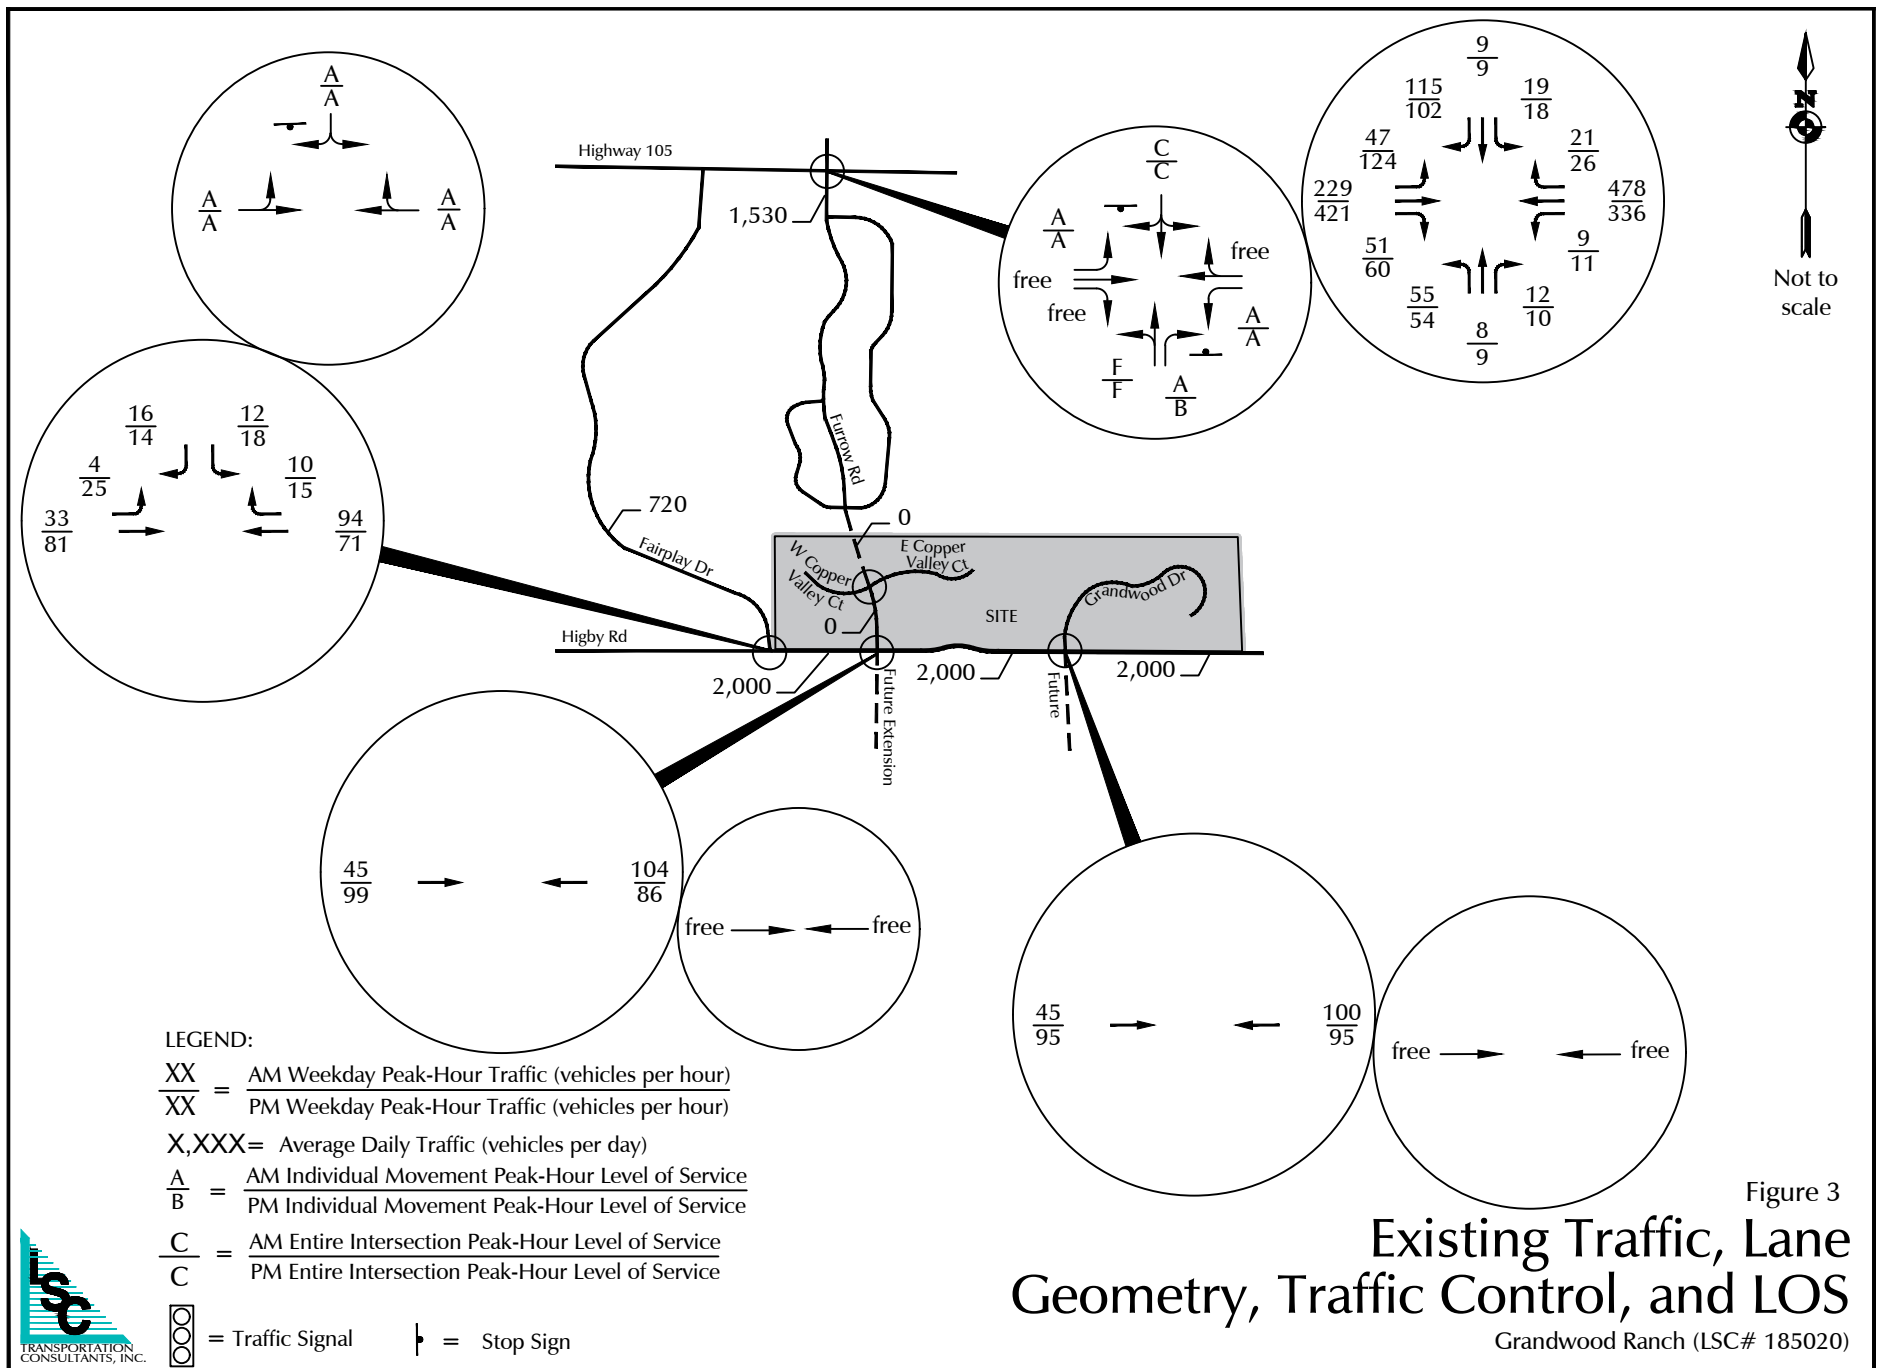 A
A
A
A
A
A
Highway 105
1,530
C
C
A
A
free
free
free
A
A
F
F
A
B
9
9
115
102
19
18
47
124
21
26
229
421
478
336
51
60
9
11
55
54
12
10
8
9
N
Not to
scale
16
14
12
18
4
25
10
15
33
81
94
71
Furrow Rd
720
Fairplay Dr
0
W Copper
Valley Ct
E Copper
Valley Ct
Grandwood Dr
SITE
0
Higby Rd
2,000
2,000
2,000
Future Extension
Future
45
99
104
86
free
free
45
95
100
95
free
free
LEGEND:
XX
XX
=
AM Weekday Peak-Hour Traffic (vehicles per hour)
PM Weekday Peak-Hour Traffic (vehicles per hour)
X,XXX= Average Daily Traffic (vehicles per day)
A
B
=
AM Individual Movement Peak-Hour Level of Service
PM Individual Movement Peak-Hour Level of Service
C
C
=
AM Entire Intersection Peak-Hour Level of Service
PM Entire Intersection Peak-Hour Level of Service
= Traffic Signal
= Stop Sign
LSC
TRANSPORTATION
CONSULTANTS, INC.
Figure 3
Existing Traffic, Lane
Geometry, Traffic Control, and LOS
Grandwood Ranch (LSC# 185020)